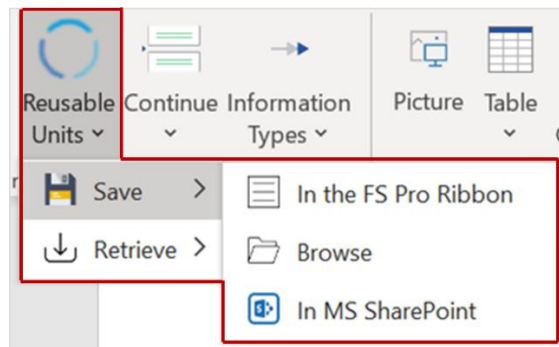 Reusable Units
Continue
Information Types
Picture
Table
Save
In the FS Pro Ribbon
Retrieve
Browse
In MS SharePoint